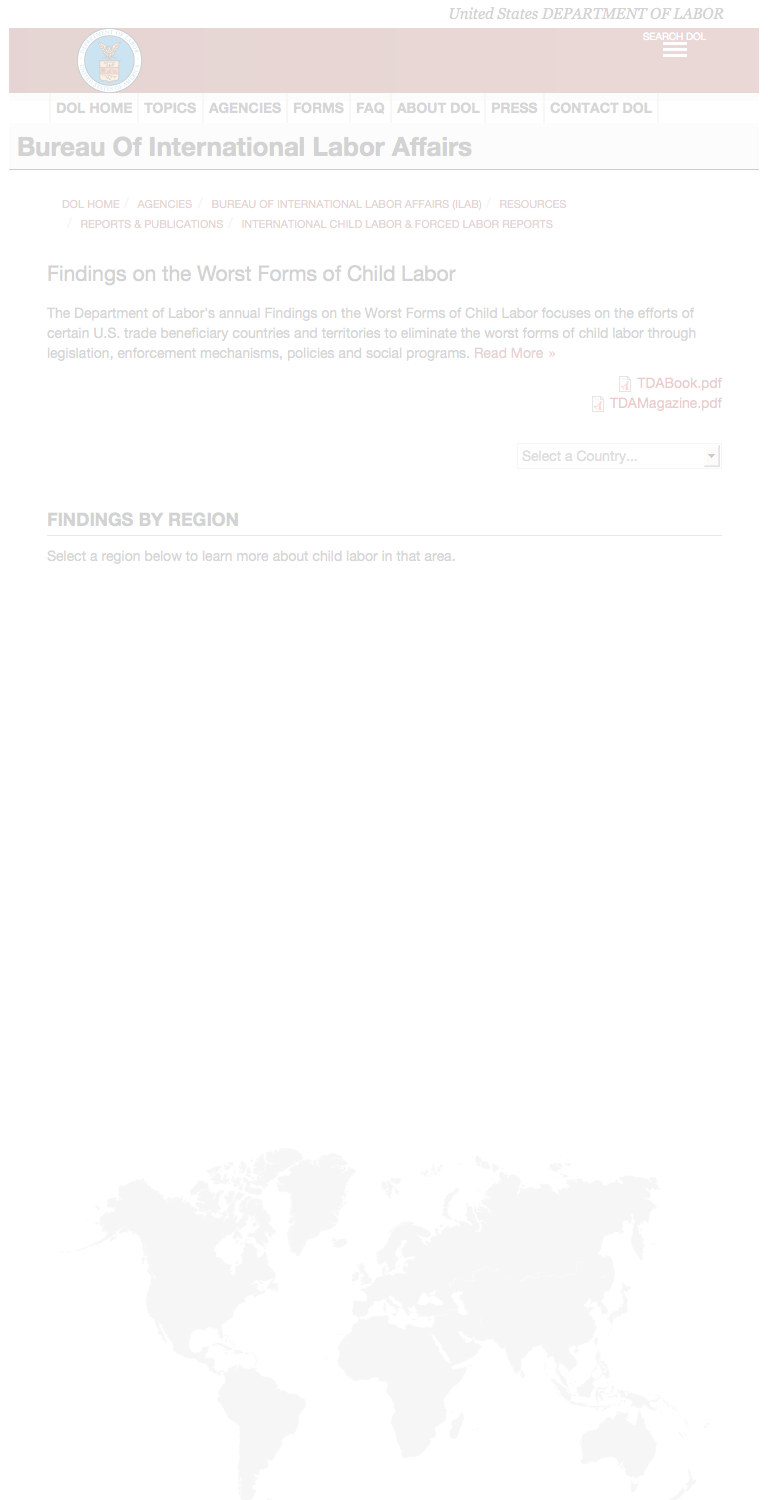 United States DEPARTMENT OF LABOR
SEARCH DOL
DOL HOME TOPICS AGENCIES FORMS FAQ ABOUT DOL PRESS CONTACT DOL
Bureau Of International Labor Affairs
DOL HOME / AGENCIES / BUREAU OF INTERNATIONAL LABOR AFFAIRS (ILAB) / RESOURCES
/ REPORTS & PUBLICATIONS / INTERNATIONAL CHILD LABOR & FORCED LABOR REPORTS
Findings on the Worst Forms of Child Labor
The Department of Labor's annual Findings on the Worst Forms of Child Labor focuses on the efforts of
certain U.S. trade beneficiary countries and territories to eliminate the worst forms of child labor through
legislation, enforcement mechanisms, policies and social programs. Read More »
TDABook.pdf
TDAMagazine.pdf
Select a Country...
FINDINGS BY REGION
Select a region below to learn more about child labor in that area.